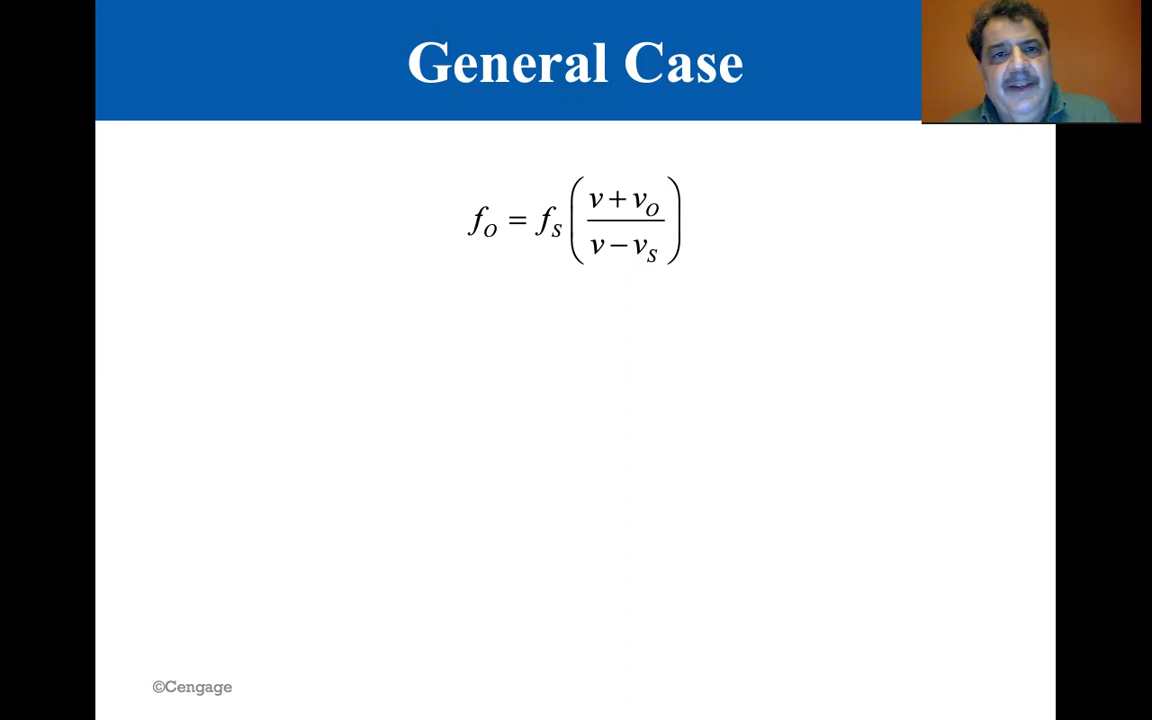 General Case
f_O = f_S ( (v + v_O) / (v − v_S) )
©Cengage